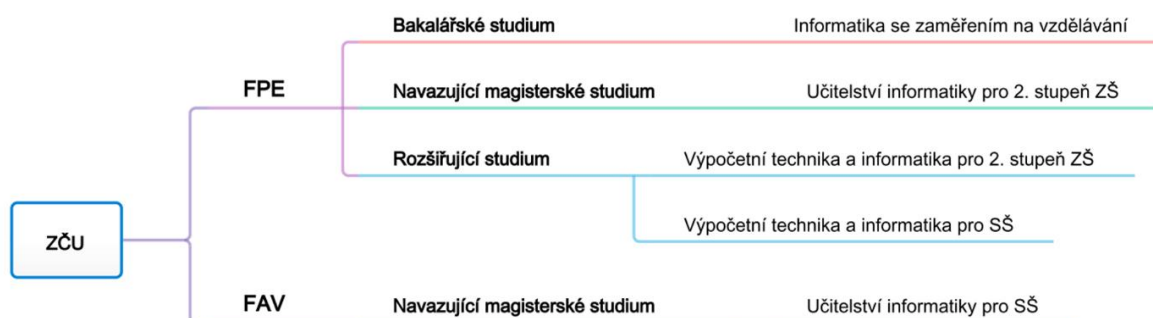 Bakalářské studium Informatika se zaměřením na vzdělávání
FPE Navazující magisterské studium Učitelství informatiky pro 2. stupeň ZŠ
Rozšiřující studium Výpočetní technika a informatika pro 2. stupeň ZŠ
ZČU Výpočetní technika a informatika pro SŠ
FAV Navazující magisterské studium Učitelství informatiky pro SŠ